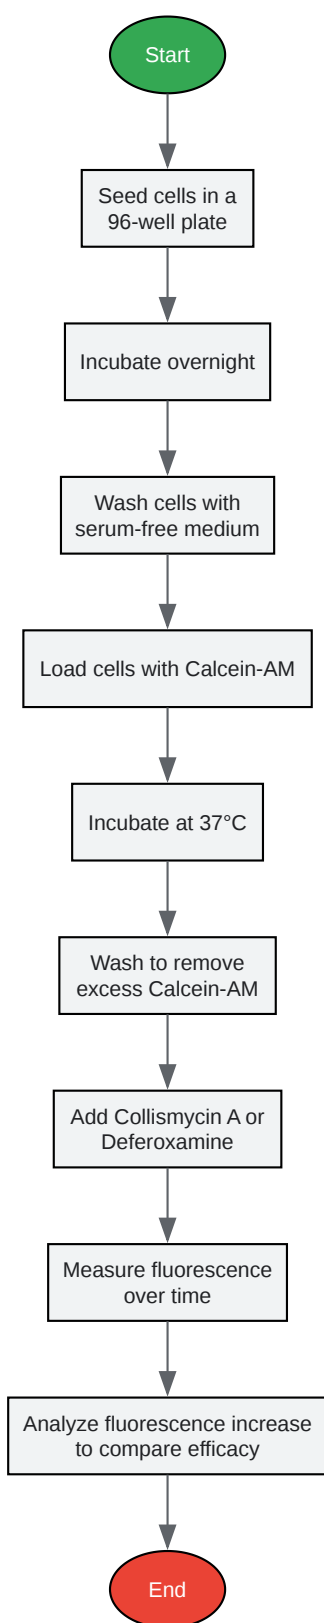 Start
Seed cells in a
96-well plate
Incubate overnight
Wash cells with
serum-free medium
Load cells with Calcein-AM
Incubate at 37°C
Wash to remove
excess Calcein-AM
Add Collismycin A or
Deferoxamine
Measure fluorescence
over time
Analyze fluorescence increase
to compare efficacy
End